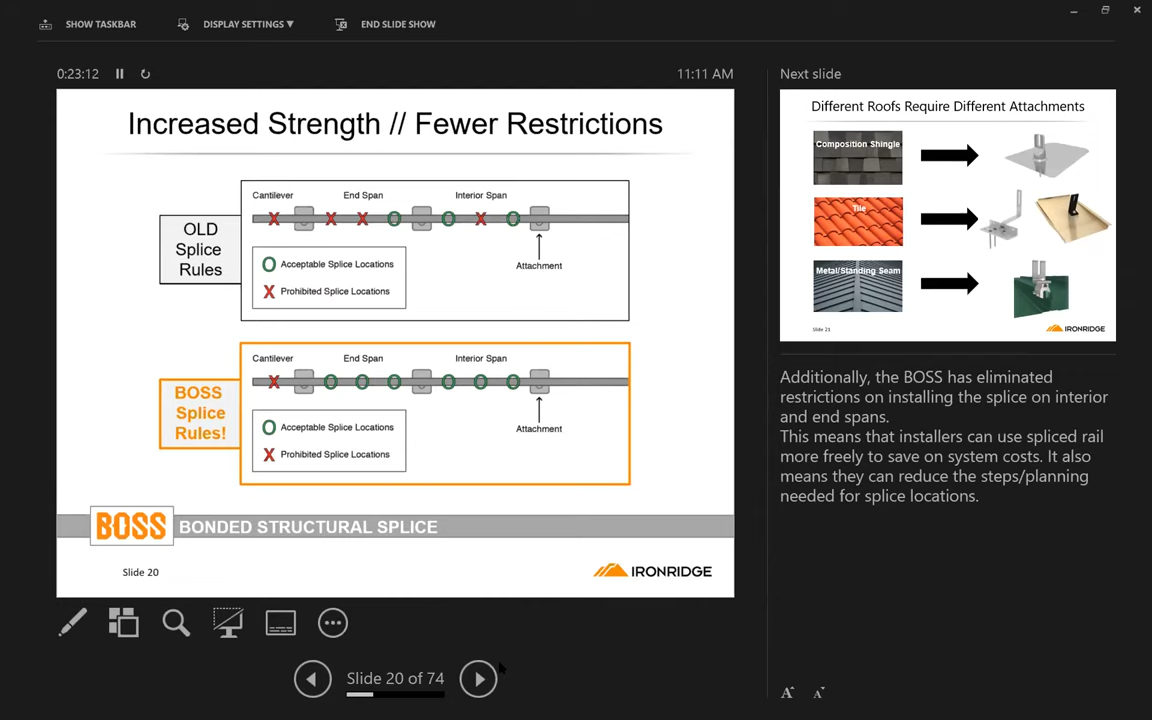 SHOW TASKBAR
DISPLAY SETTINGS ▼
END SLIDE SHOW
0:23:12
11:11 AM
Increased Strength // Fewer Restrictions
OLD
Splice
Rules
Cantilever
End Span
Interior Span
X X X O O X O
O Acceptable Splice Locations
X Prohibited Splice Locations
Attachment
BOSS
Splice
Rules!
Cantilever
End Span
Interior Span
X O O O O O O
O Acceptable Splice Locations
X Prohibited Splice Locations
Attachment
BOSS BONDED STRUCTURAL SPLICE
Slide 20
IRONRIDGE
Slide 20 of 74
Next slide
Different Roofs Require Different Attachments
Composition Shingle
Tile
Metal/Standing Seam
Slide 21
IRONRIDGE
Additionally, the BOSS has eliminated
restrictions on installing the splice on interior
and end spans.
This means that installers can use spliced rail
more freely to save on system costs. It also
means they can reduce the steps/planning
needed for splice locations.
A A